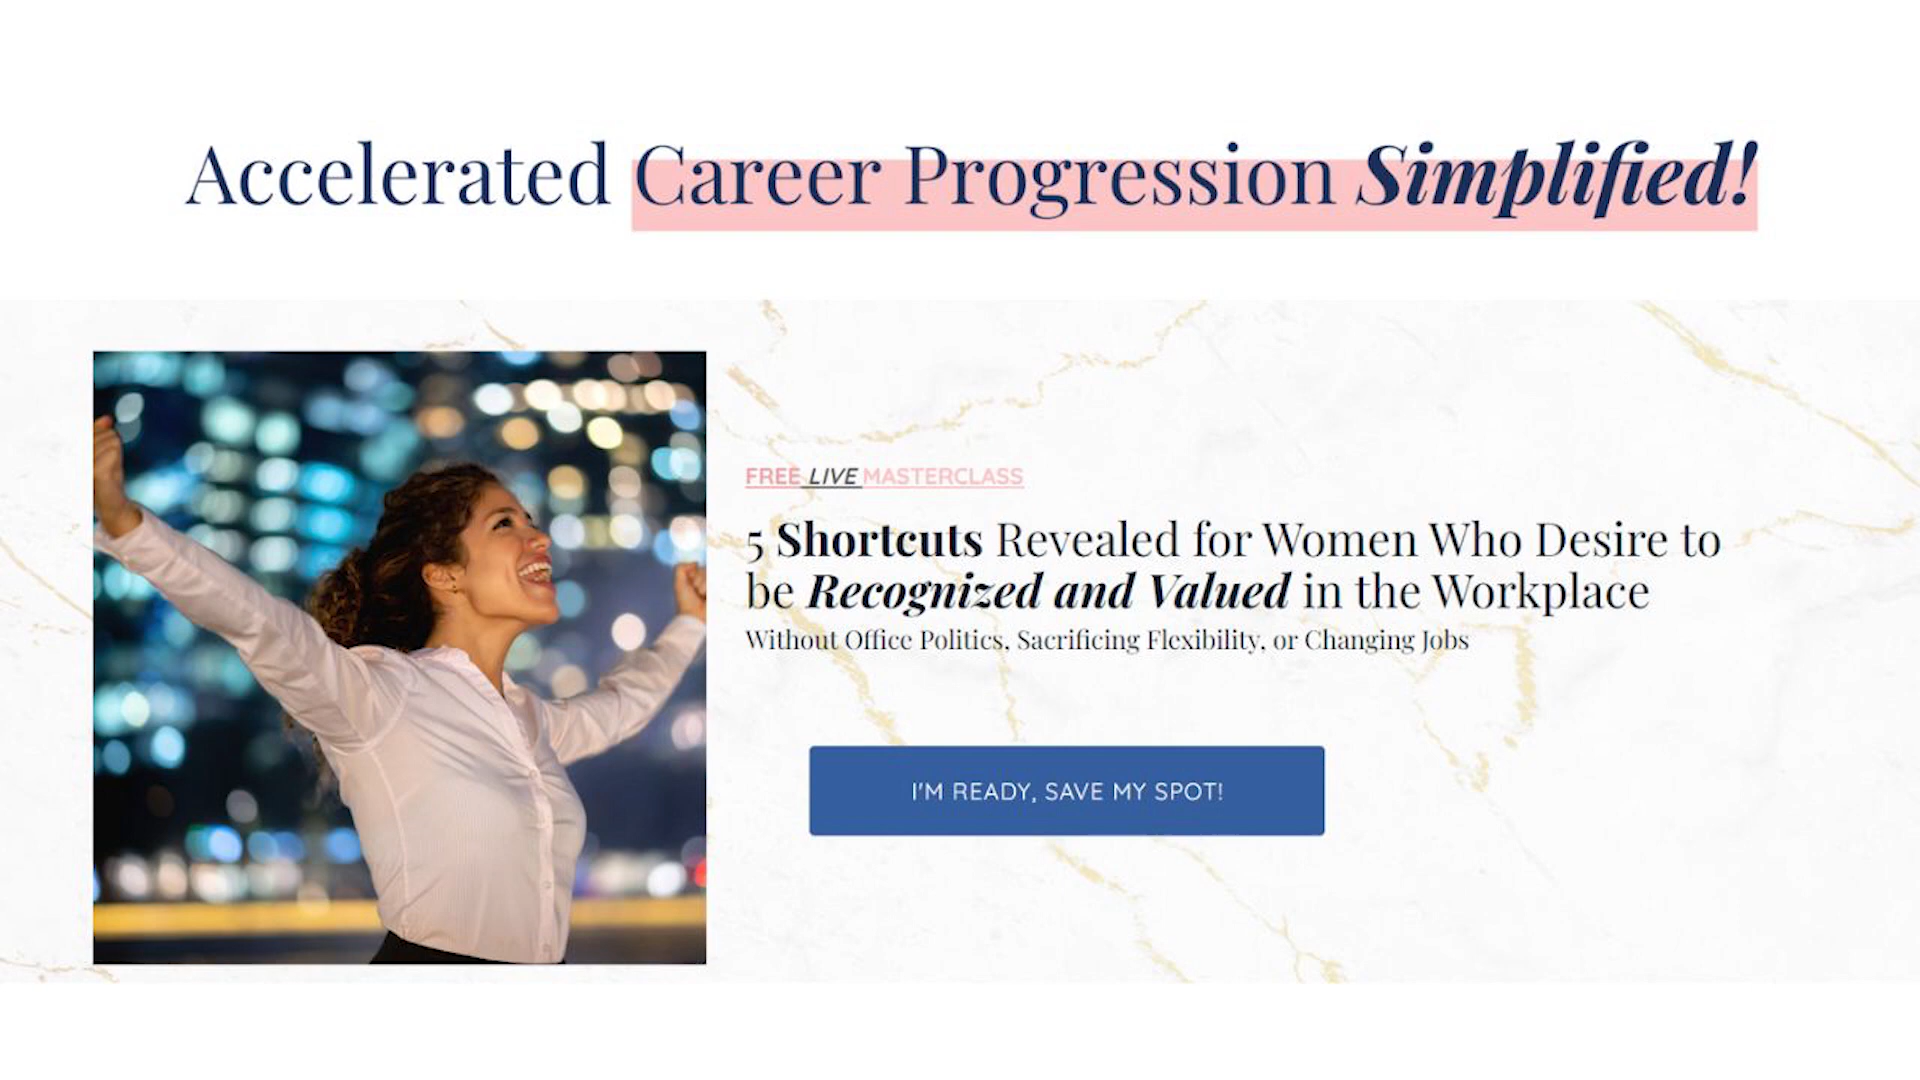 Accelerated Career Progression Simplified!
FREE LIVE MASTERCLASS
5 Shortcuts Revealed for Women Who Desire to
be Recognized and Valued in the Workplace
Without Office Politics, Sacrificing Flexibility, or Changing Jobs
I'M READY, SAVE MY SPOT!